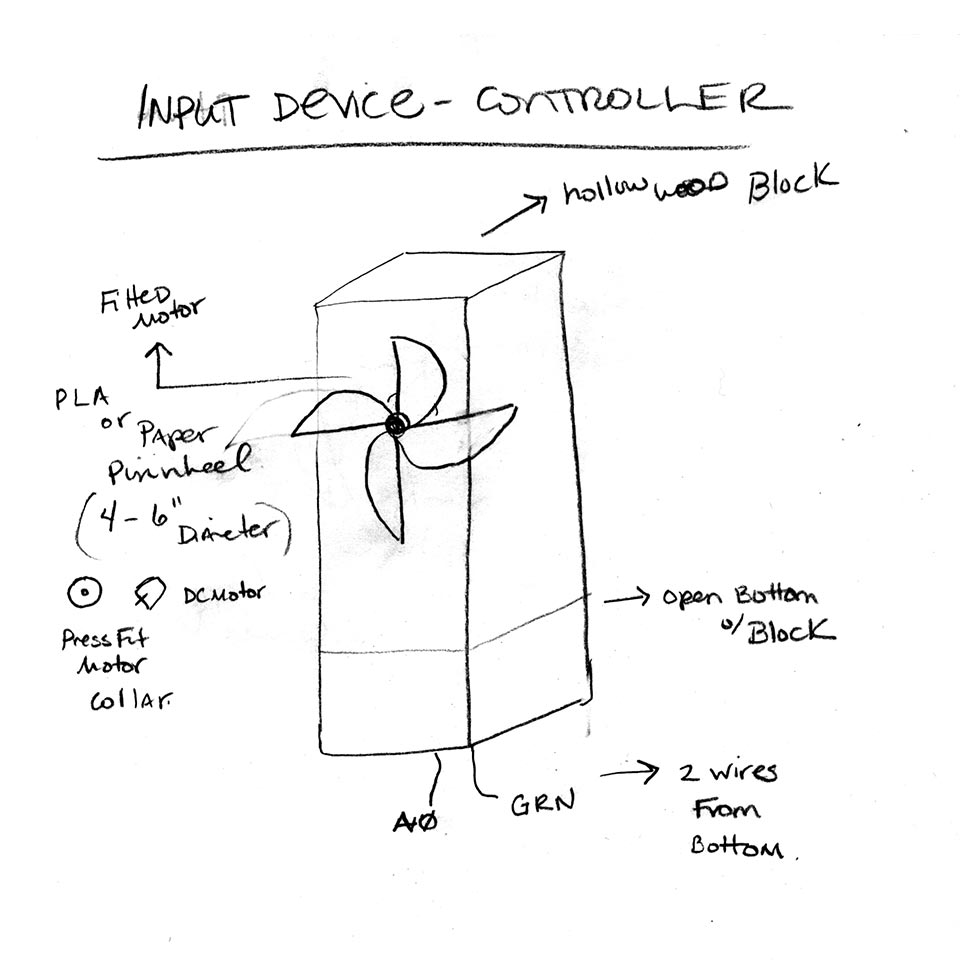 INPUT DEVICE - CONTROLLER
hollow wood Block
Fitted
Motor
PLA
or Paper
Pinwheel
(4 - 6" Diameter)
DC Motor
Press Fit
Motor
Collar.
open Bottom
w/ Block
A0
GRN
2 wires
From
Bottom.